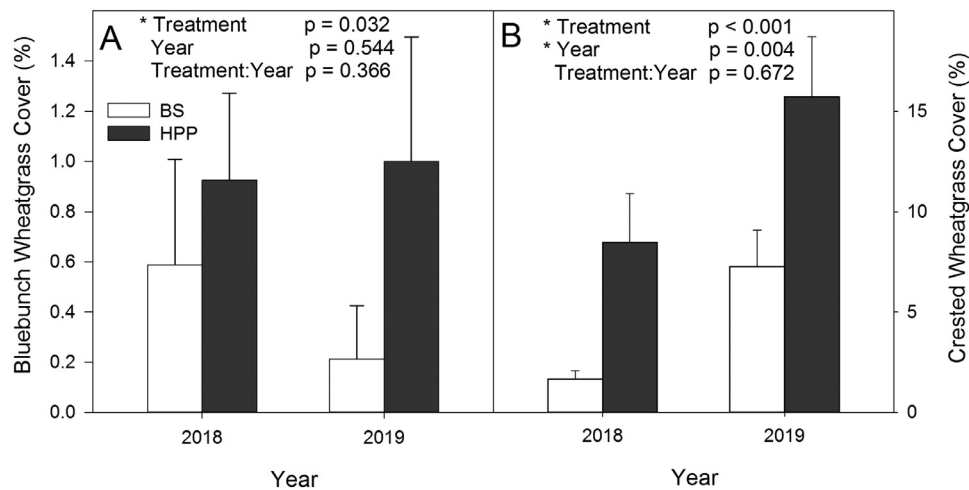 A
* Treatment p = 0.032
Year p = 0.544
Treatment:Year p = 0.366
BS
HPP
Bluebunch Wheatgrass Cover (%)
1.4
1.2
1.0
0.8
0.6
0.4
0.2
0.0
2018
2019
Year
B
* Treatment p < 0.001
* Year p = 0.004
Treatment:Year p = 0.672
15
10
5
0
Crested Wheatgrass Cover (%)
2018
2019
Year